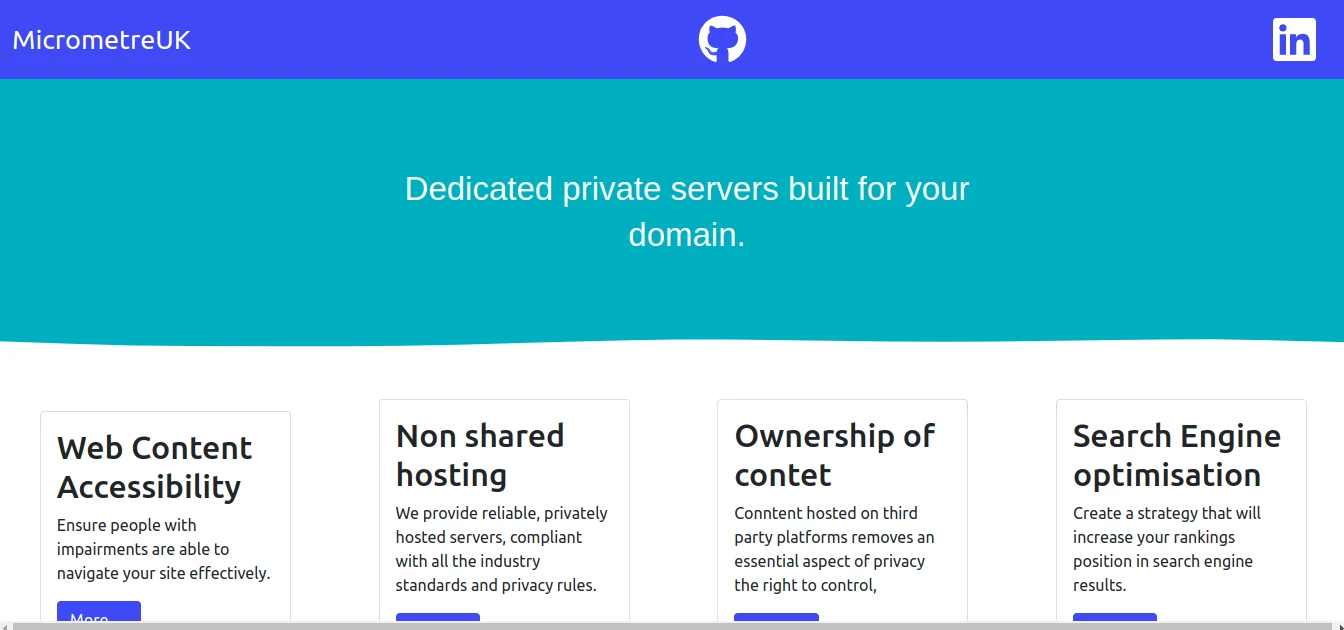 MicrometreUK
in
Dedicated private servers built for your
domain.
Web Content
Accessibility
Ensure people with
impairments are able to
navigate your site effectively.
More
Non shared
hosting
We provide reliable, privately
hosted servers, compliant
with all the industry
standards and privacy rules.
Ownership of
contet
Conntent hosted on third
party platforms removes an
essential aspect of privacy
the right to control,
Search Engine
optimisation
Create a strategy that will
increase your rankings
position in search engine
results.